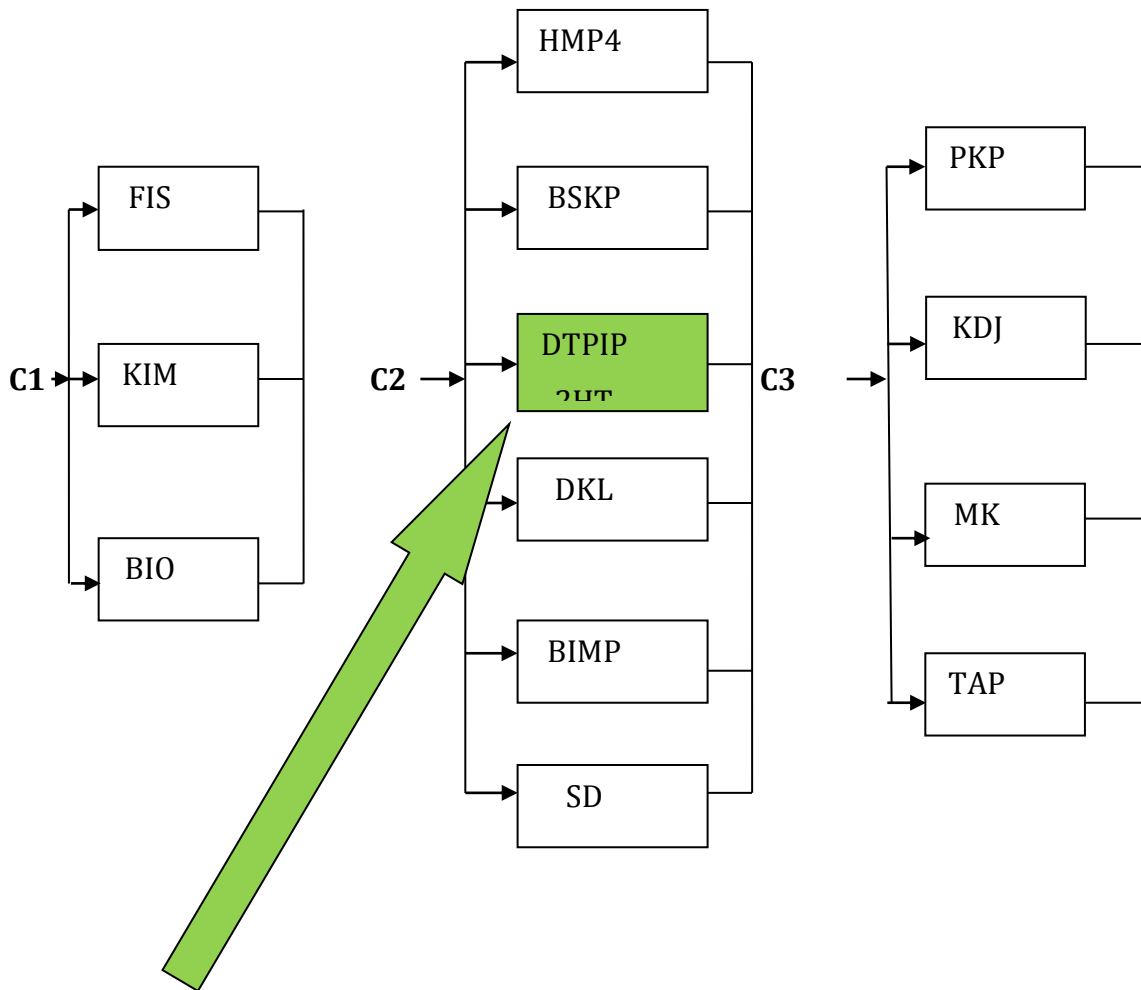 C1
FIS
KIM
BIO
C2
HMP4
BSKP
DTPIP
DKL
BIMP
SD
C3
PKP
KDJ
MK
TAP